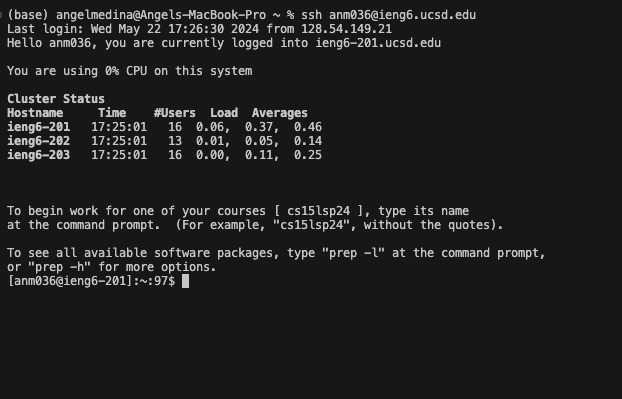 (base) angelmedina@Angels-MacBook-Pro ~ % ssh anm036@ieng6.ucsd.edu
Last login: Wed May 22 17:26:30 2024 from 128.54.149.21
Hello anm036, you are currently logged into ieng6-201.ucsd.edu

You are using 0% CPU on this system

Cluster Status
Hostname     Time    #Users  Load  Averages
ieng6-201   17:25:01   16  0.06,  0.37,  0.46
ieng6-202   17:25:01   13  0.01,  0.05,  0.14
ieng6-203   17:25:01   16  0.00,  0.11,  0.25

To begin work for one of your courses [ cs15lsp24 ], type its name
at the command prompt.  (For example, "cs15lsp24", without the quotes).

To see all available software packages, type "prep -l" at the command prompt,
or "prep -h" for more options.
[anm036@ieng6-201]:~:97$